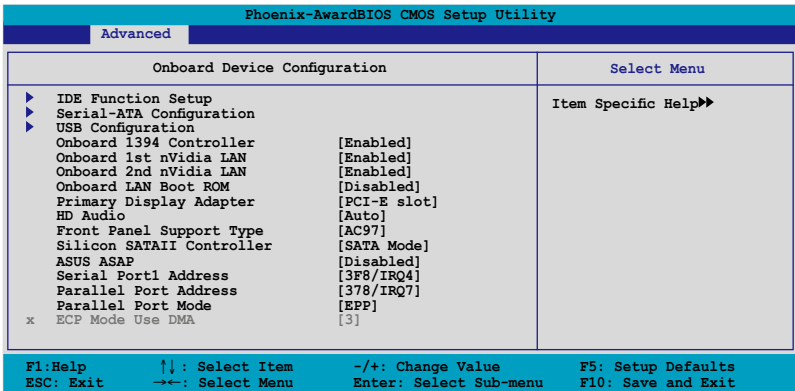 Phoenix-AwardBIOS CMOS Setup Utility
Advanced
Onboard Device Configuration Select Menu
IDE Function Setup Item Specific Help
Serial-ATA Configuration
USB Configuration
Onboard 1394 Controller [Enabled]
Onboard 1st nVidia LAN [Enabled]
Onboard 2nd nVidia LAN [Enabled]
Onboard LAN Boot ROM [Disabled]
Primary Display Adapter [PCI-E slot]
HD Audio [Auto]
Front Panel Support Type [AC97]
Silicon SATAII Controller [SATA Mode]
ASUS ASAP [Disabled]
Serial Port1 Address [3F8/IRQ4]
Parallel Port Address [378/IRQ7]
Parallel Port Mode [EPP]
x ECP Mode Use DMA [3]
F1:Help ↑↓ : Select Item -/+: Change Value F5: Setup Defaults
ESC: Exit →←: Select Menu Enter: Select Sub-menu F10: Save and Exit